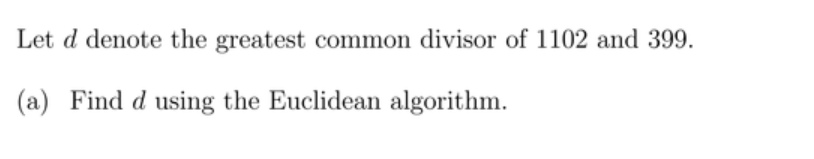 Let d denote the greatest common divisor of 1102 and 399.
(a) Find d using the Euclidean algorithm.